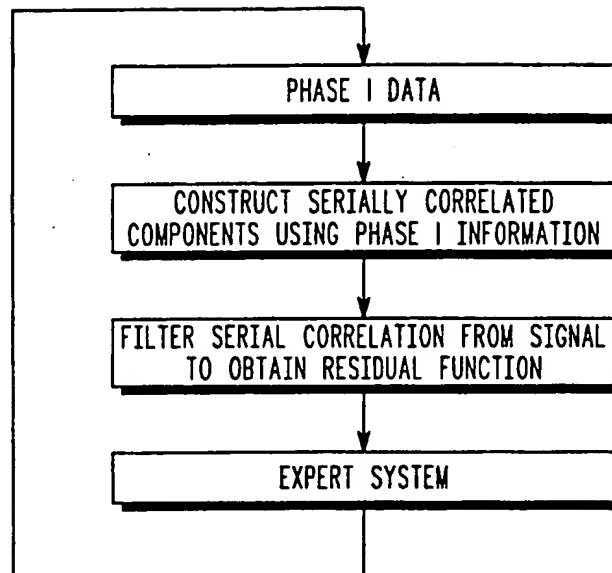 PHASE I DATA
CONSTRUCT SERIALLY CORRELATED
COMPONENTS USING PHASE I INFORMATION
FILTER SERIAL CORRELATION FROM SIGNAL
TO OBTAIN RESIDUAL FUNCTION
EXPERT SYSTEM